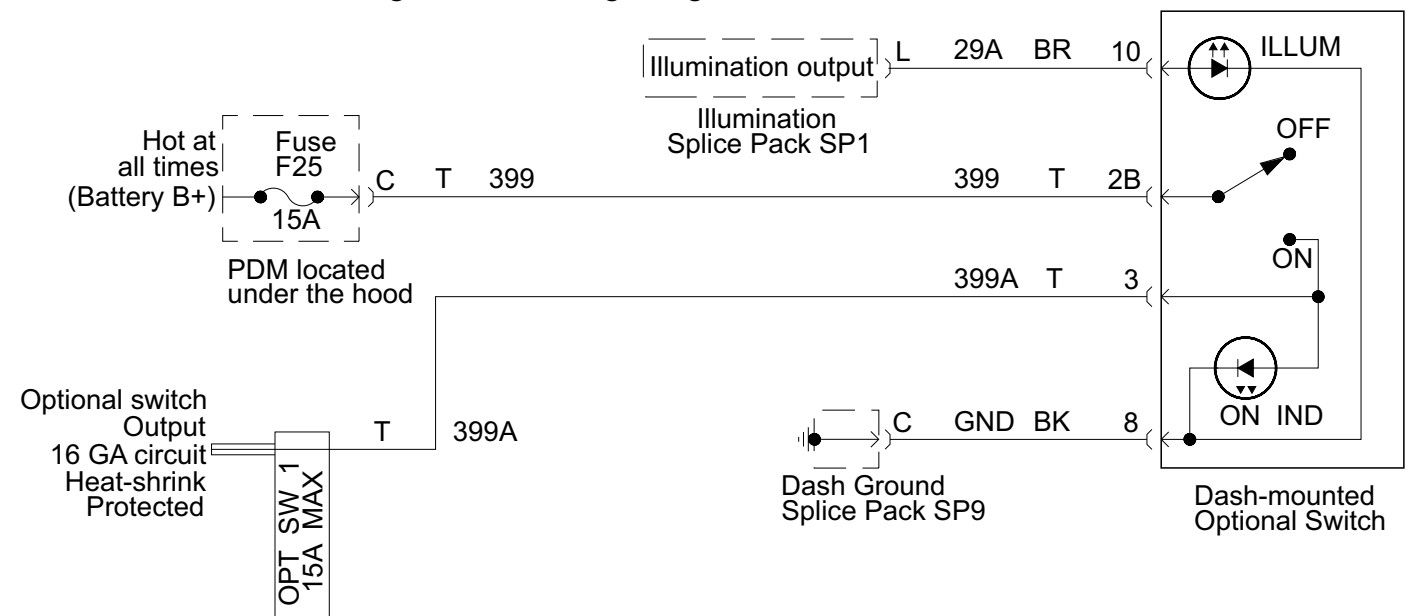 Illumination output
L 29A BR 10
ILLUM
Illumination
Splice Pack SP1
OFF
Hot at
all times
(Battery B+)
Fuse
F25
15A
C T 399
399 T 2B
PDM located
under the hood
ON
399A T 3
ON IND
Optional switch
Output
16 GA circuit
Heat-shrink
Protected
T 399A
OPT SW 1
15A MAX
C GND BK 8
Dash Ground
Splice Pack SP9
Dash-mounted
Optional Switch